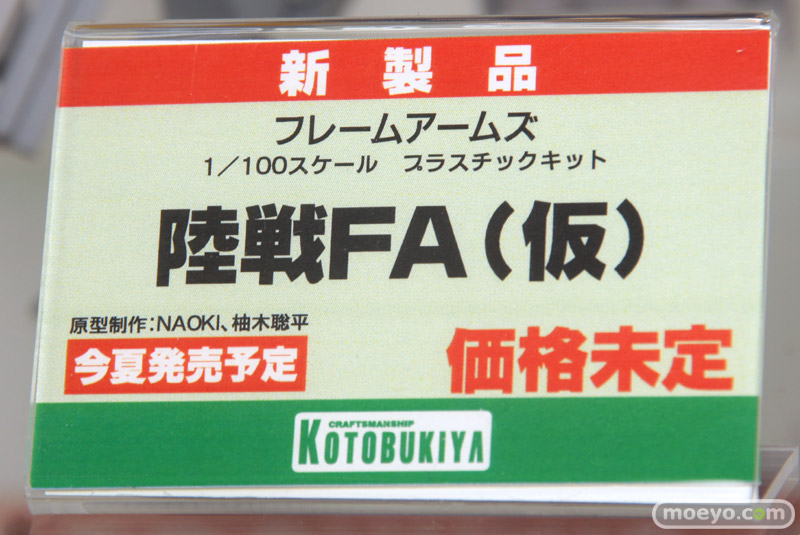 新製品
フレームアームズ
1／100スケール　プラスチックキット
陸戦FA（仮）
原型制作：NAOKI、柚木聡平
今夏発売予定
価格未定
CRAFTSMANSHIP
KOTOBUKiYA
moeyo.com